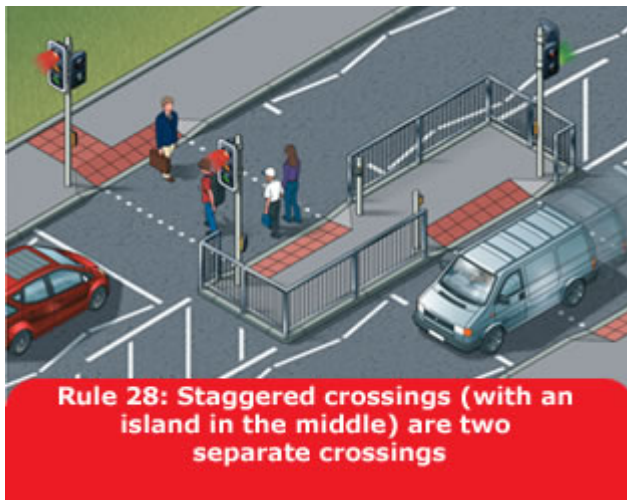 Rule 28: Staggered crossings (with an
island in the middle) are two
separate crossings